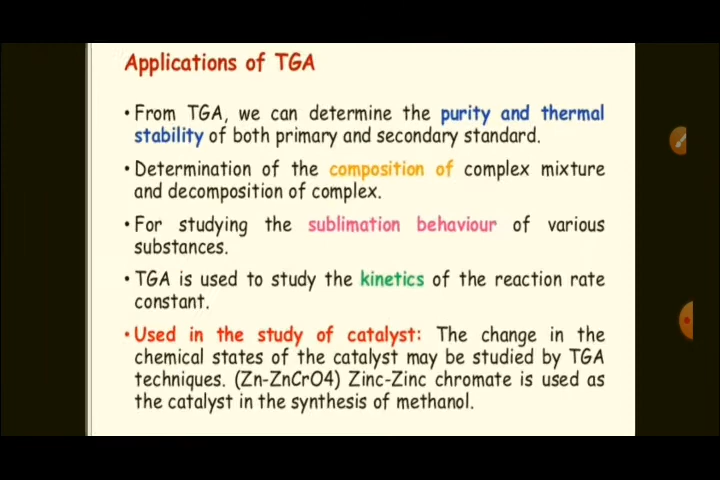 Applications of TGA
• From TGA, we can determine the purity and thermal
stability of both primary and secondary standard.
• Determination of the composition of complex mixture
and decomposition of complex.
• For studying the sublimation behaviour of various
substances.
• TGA is used to study the kinetics of the reaction rate
constant.
• Used in the study of catalyst: The change in the
chemical states of the catalyst may be studied by TGA
techniques. (Zn-ZnCrO4) Zinc-Zinc chromate is used as
the catalyst in the synthesis of methanol.